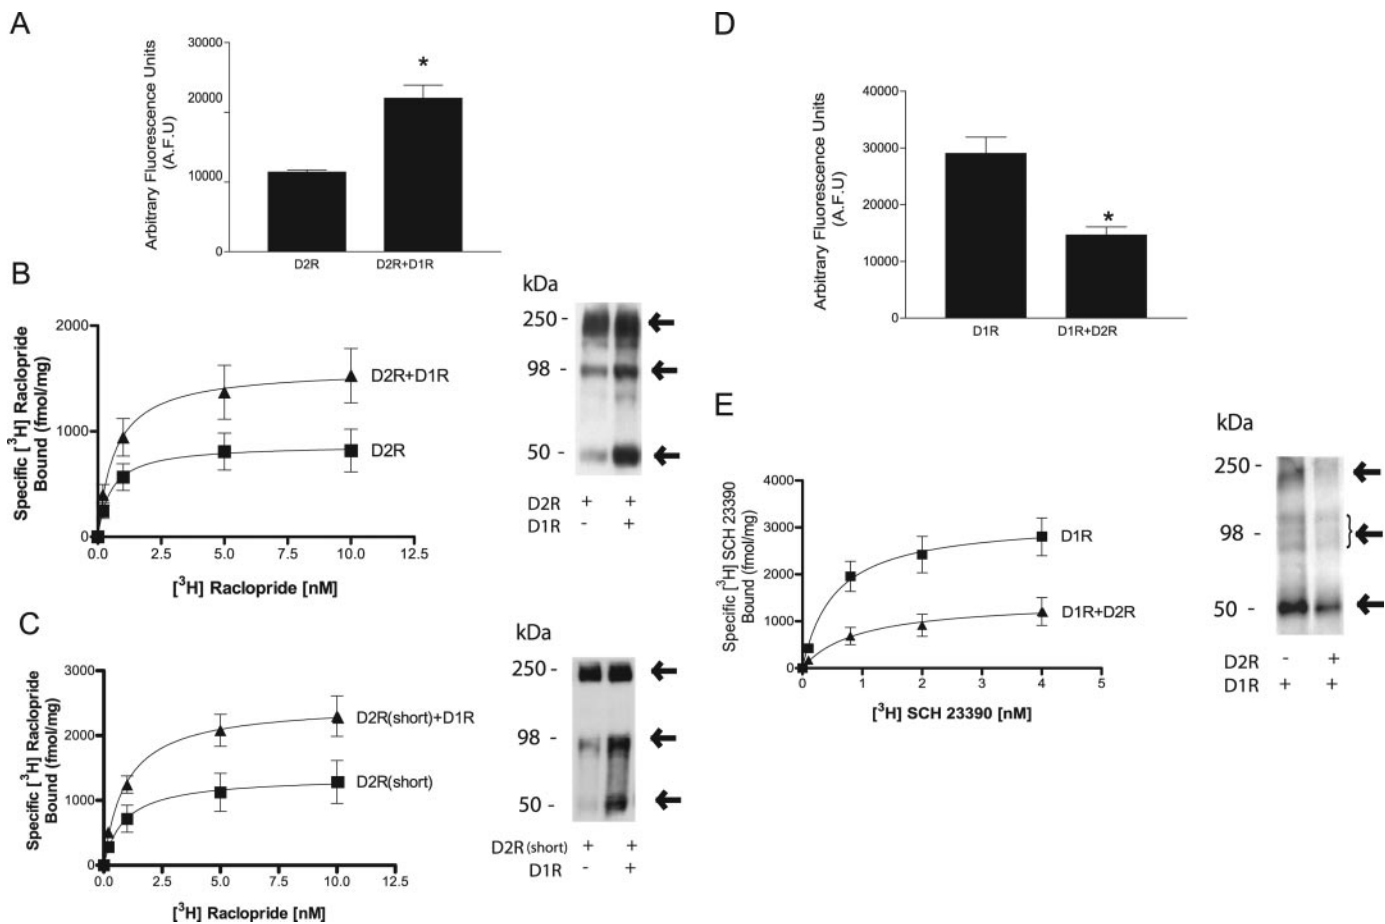 A
Arbitrary Fluorescence Units
(A.F.U)
30000
20000
10000
0
*
D2R
D2R+D1R
B
Specific [³H] Raclopride
Bound (fmol/mg)
2000
1000
0
0.0
2.5
5.0
7.5
10.0
12.5
D2R+D1R
D2R
[³H] Raclopride [nM]
kDa
250 -
98 -
50 -
D2R + +
D1R - +
C
Specific [³H] Raclopride
Bound (fmol/mg)
3000
2000
1000
0
0.0
2.5
5.0
7.5
10.0
12.5
D2R(short)+D1R
D2R(short)
[³H] Raclopride [nM]
kDa
250 -
98 -
50 -
D2R (short) + +
D1R - +
D
Arbitrary Fluorescence Units
(A.F.U)
40000
30000
20000
10000
0
*
D1R
D1R+D2R
E
Specific [³H] SCH 23390
Bound (fmol/mg)
4000
3000
2000
1000
0
0
1
2
3
4
5
D1R
D1R+D2R
[³H] SCH 23390 [nM]
kDa
250 -
98 -
50 -
D2R - +
D1R + +